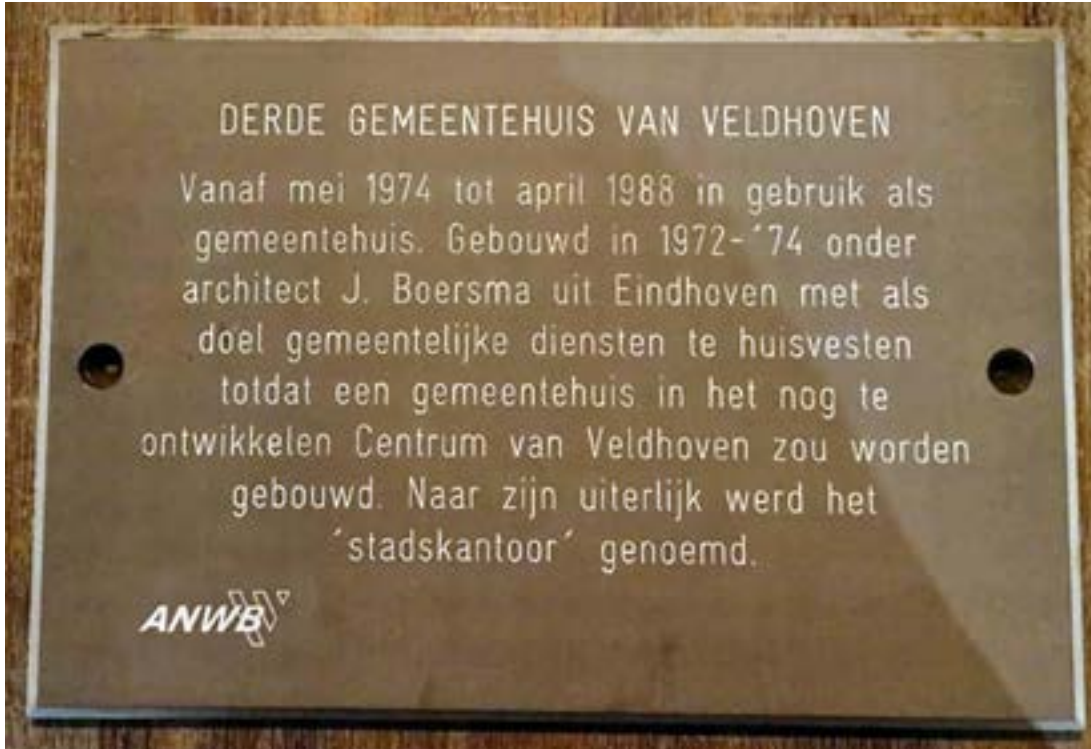 DERDE GEMEENTEHUIS VAN VELDHOVEN
Vanaf mei 1974 tot april 1988 in gebruik als
gemeentehuis. Gebouwd in 1972-´74 onder
architect J. Boersma uit Eindhoven met als
doel gemeentelijke diensten te huisvesten
totdat een gemeentehuis in het nog te
ontwikkelen Centrum van Veldhoven zou worden
gebouwd. Naar zijn uiterlijk werd het
´stadskantoor´ genoemd.
ANWB